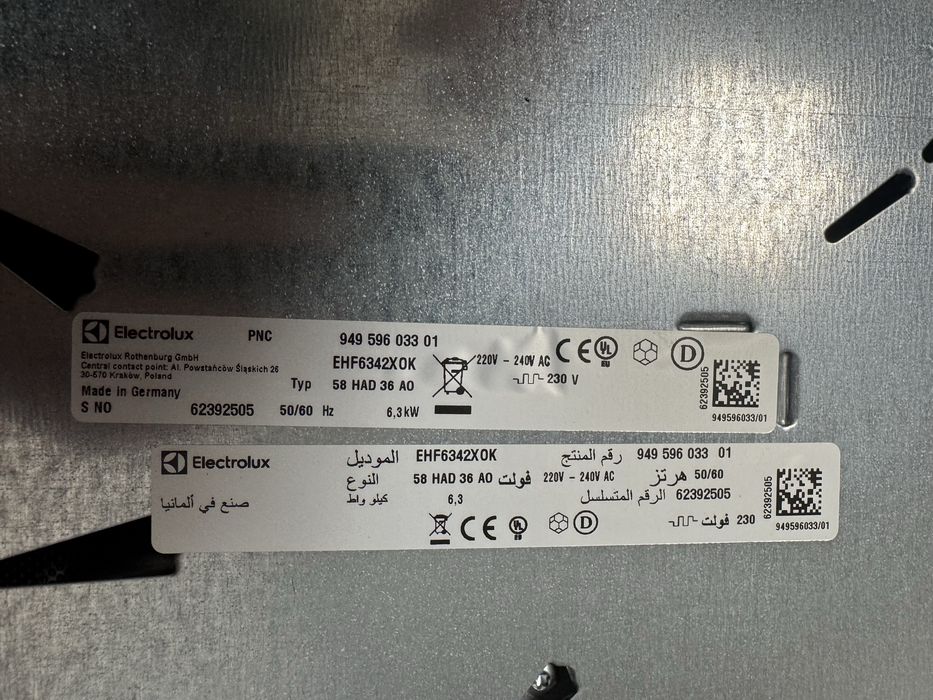 Electrolux PNC 949 596 033 01
Electrolux Rothenburg GmbH
Central contact point: Al. Powstańców Śląskich 26
30-570 Kraków, Poland
EHF6342XOK
220V - 240V AC
CE
EU
D
Typ 58 HAD 36 AO
230 V
Made in Germany
S NO 62392505 50/60 Hz 6,3 kW
62392505
949596033/01
Electrolux
الموديل EHF6342XOK
رقم المنتج 949 596 033 01
النوع 58 HAD 36 AO
فولت 220V - 240V AC
هرتز 50/60
صنع في ألمانيا
كيلو واط 6,3
الرقم المتسلسل 62392505
CE
D
فولت 230
62392505
949596033/01